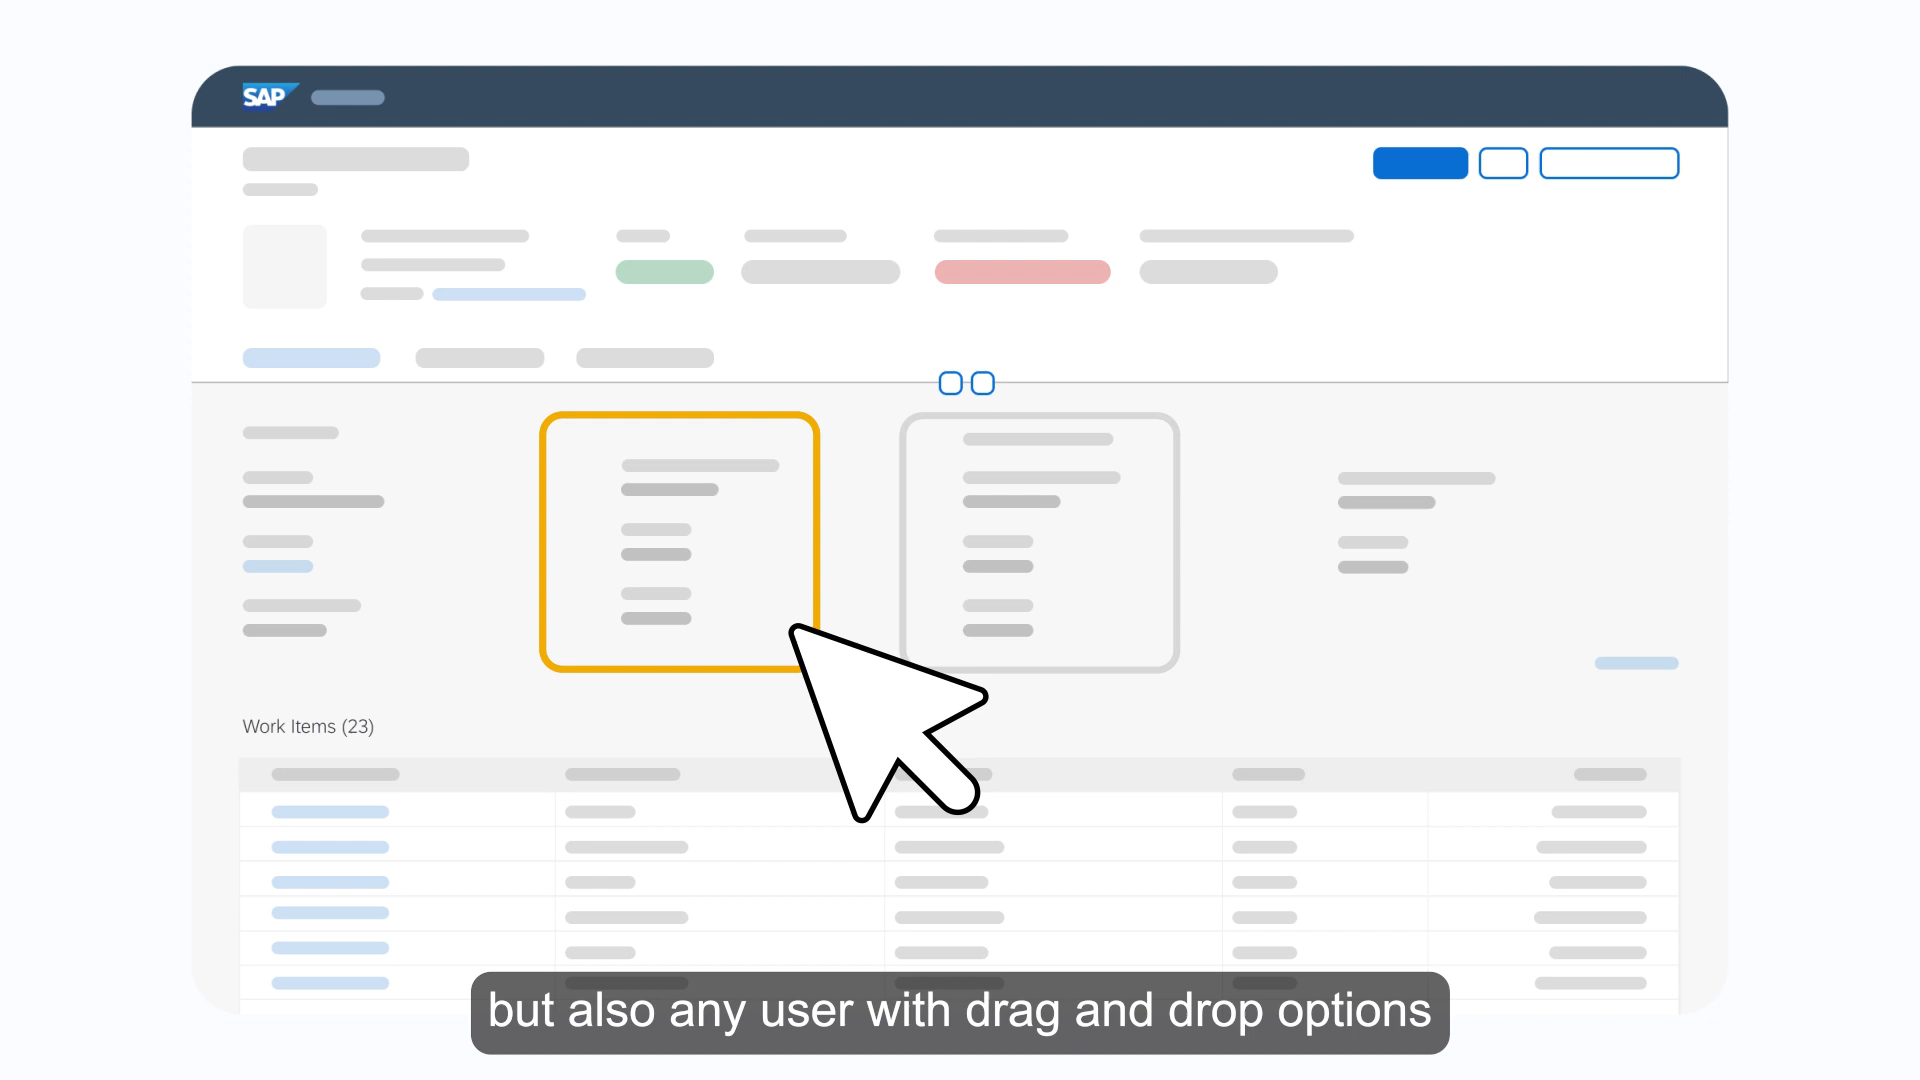 SAP
Work Items (23)
but also any user with drag and drop options